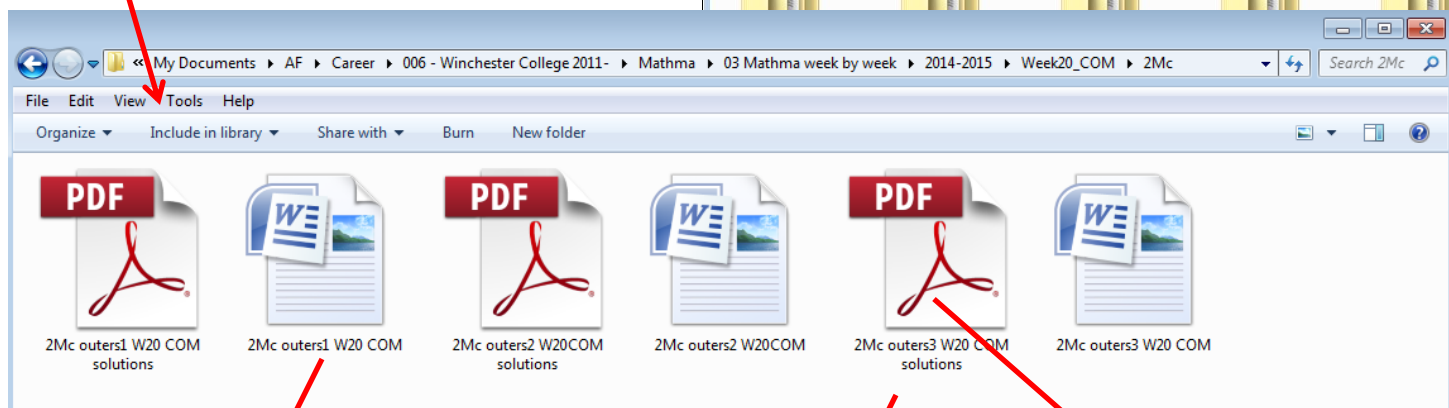 « My Documents ▸ AF ▸ Career ▸ 006 - Winchester College 2011- ▸ Mathma ▸ 03 Mathma week by week ▸ 2014-2015 ▸ Week20_COM ▸ 2Mc Search 2Mc
File Edit View Tools Help
Organize Include in library Share with Burn New folder
PDF W PDF W PDF W
2Mc outers1 W20 COM solutions
2Mc outers1 W20 COM
2Mc outers2 W20COM solutions
2Mc outers2 W20COM
2Mc outers3 W20 COM solutions
2Mc outers3 W20 COM